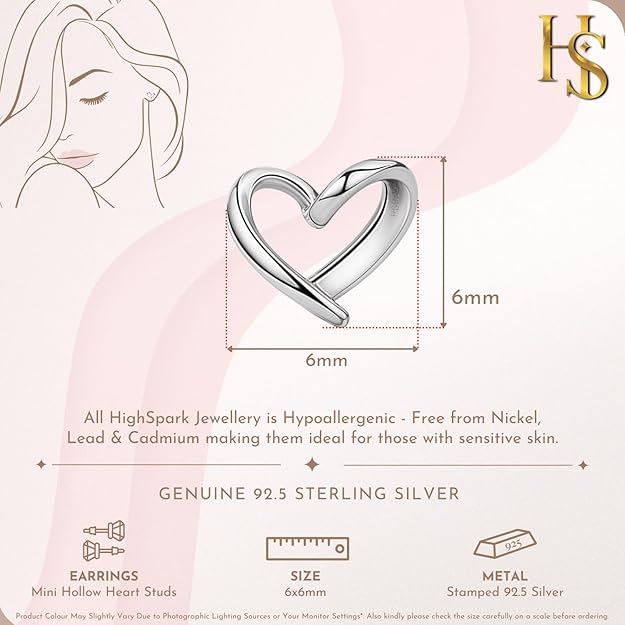 HS
6mm
6mm
All HighSpark Jewellery is Hypoallergenic - Free from Nickel,
Lead & Cadmium making them ideal for those with sensitive skin.
GENUINE 92.5 STERLING SILVER
925
EARRINGS
Mini Hollow Heart Studs
SIZE
6x6mm
METAL
Stamped 92.5 Silver
Product Colour May Slightly Vary Due to Photographic Lighting Sources or Your Monitor Settings* Also kindly please check the size carefully on a scale before ordering